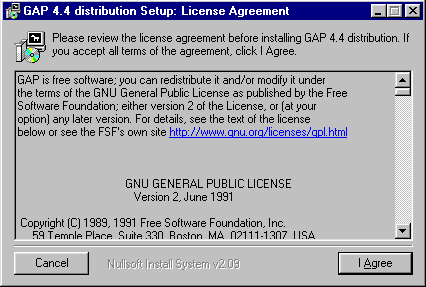 GAP 4.4 distribution Setup: License Agreement
Please review the license agreement before installing GAP 4.4 distribution. If
you accept all terms of the agreement, click I Agree.
GAP is free software; you can redistribute it and/or modify it under
the terms of the GNU General Public License as published by the Free
Software Foundation; either version 2 of the License, or (at your
option) any later version. For details, see the text of the license
below or see the FSF's own site http://www.gnu.org/licenses/gpl.html
GNU GENERAL PUBLIC LICENSE
Version 2, June 1991
Copyright (C) 1989, 1991 Free Software Foundation, Inc.
59 Temple Place, Suite 330, Boston, MA, 02111-1307, USA
Cancel
Nullsoft Install System v2.09
I Agree